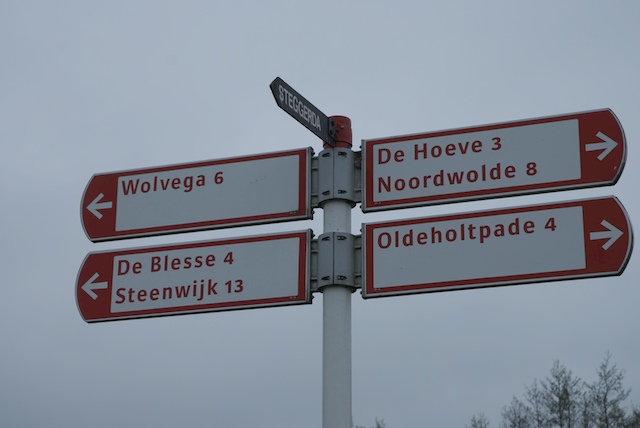 STEGGERDA
Wolvega 6
De Hoeve 3
Noordwolde 8
De Blesse 4
Steenwijk 13
Oldeholtpade 4